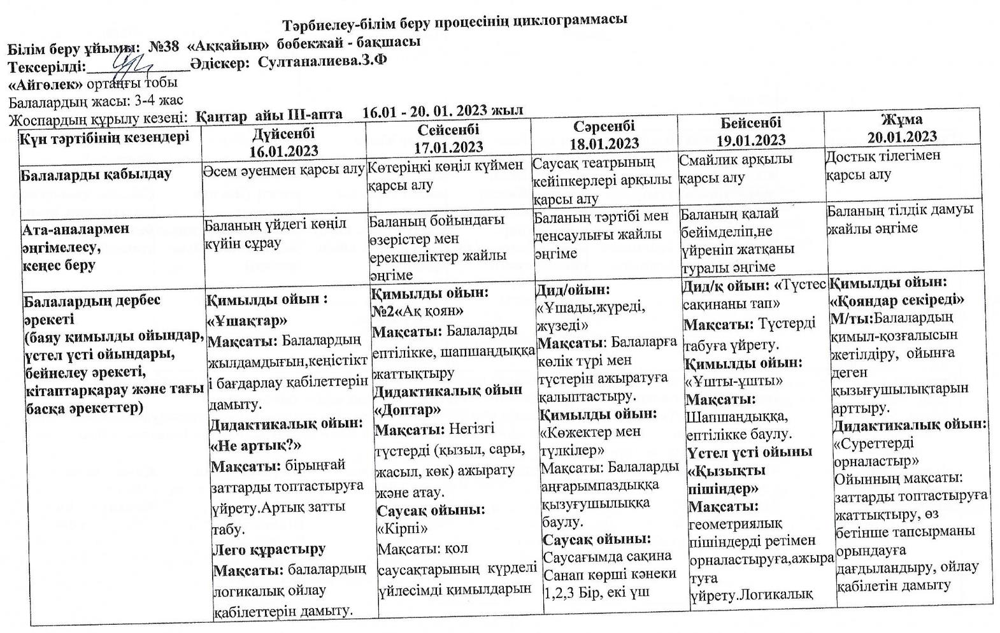 Тәрбиелеу-білім беру процесінің циклограммасы
Білім беру ұйымы: №38 «Аққайың» бөбекжай - бақшасы
Тексерілді:____________Әдіскер: Султаналиева.З.Ф
«Айгөлек» ортаңғы тобы
Балалардың жасы: 3-4 жас
Жоспардың құрылу кезеңі: Қаңтар айы III-апта 16.01 - 20. 01. 2023 жыл
Күн тәртібінің кезеңдері
Дүйсенбі
16.01.2023
Сейсенбі
17.01.2023
Сәрсенбі
18.01.2023
Бейсенбі
19.01.2023
Жұма
20.01.2023
Балаларды қабылдау
Әсем әуенмен қарсы алу
Көтеріңкі көңіл күймен
қарсы алу
Саусақ театрының
кейіпкерлері арқылы
қарсы алу
Смайлик арқылы
қарсы алу
Достық тілегімен
қарсы алу
Ата-аналармен
әңгімелесу,
кеңес беру
Баланың үйдегі көңіл
күйін сұрау
Баланың бойындағы
өзерістер мен
ерекшеліктер жайлы
әңгіме
Баланың тәртібі мен
денсаулығы жайлы
әңгіме
Баланың қалай
бейімделіп,не
үйреніп жатқаны
туралы әңгіме
Баланың тілдік дамуы
жайлы әңгіме
Балалардың дербес
әрекеті
(баяу қимылды ойындар,
үстел үсті ойындары,
бейнелеу әрекеті,
кітаптарқарау және тағы
басқа әрекеттер)
Қимылды ойын :
«Ұшақтар»
Мақсаты: Балалардың
жылдамдығын,кеңістікт
і бағдарлау қабілеттерін
дамыту.
Дидактикалық ойын:
«Не артық?»
Мақсаты: бірыңғай
заттарды топтастыруға
үйрету.Артық затты
табу.
Лего құрастыру
Мақсаты: балалардың
логикалық ойлау
қабілеттерін дамыту.
Қимылды ойын:
№2«Ақ қоян»
Мақсаты: Балаларды
ептілікке, шапшаңдыққа
жаттықтыру
Дидактикалық ойын
«Доптар»
Мақсаты: Негізгі
түстерді (қызыл, сары,
жасыл, көк) ажырату
және атау.
Саусақ ойыны:
«Кірпі»
Мақсаты: қол
саусақтарының күрделі
үйлесімді қимылдарын
Дид/ойын:
«Ұшады,жүреді,
жүзеді»
Мақсаты: Балаларға
көлік түрі мен
түстерін ажыратуға
қалыптастыру.
Қимылды ойын:
«Көжектер мен
түлкілер»
Мақсаты: Балаларды
аңғарымпаздыққа
қызуғушылыққа
баулу.
Саусақ ойыны:
Саусағымда сақина
Санап көрші кәнеки
1,2,3 Бір, екі үш
Дид/қ ойын: «Түстес
сақинаны тап»
Мақсаты: Түстерді
табуға үйрету.
Қимылды ойын:
«Ұшты-ұшты»
Мақсаты:
Шапшаңдыққа,
ептілікке баулу.
Үстел үсті ойыны
«Қызықты
пішіндер»
Мақсаты:
геометриялық
пішіндерді ретімен
орналастыруға,ажыра
туға
үйрету.Логикалық
Қимылды ойын:
«Қояндар секіреді»
М/ты:Балалардың
қимыл-қозғалысын
жетілдіру, ойынға
деген
қызығушылықтарын
арттыру.
Дидактикалық ойын:
«Суреттерді
орналастыр»
Ойынның мақсаты:
заттарды топтастыруға
жаттықтыру, өз
бетінше тапсырманы
орындауға
дағдыландыру, ойлау
қабілетін дамыту